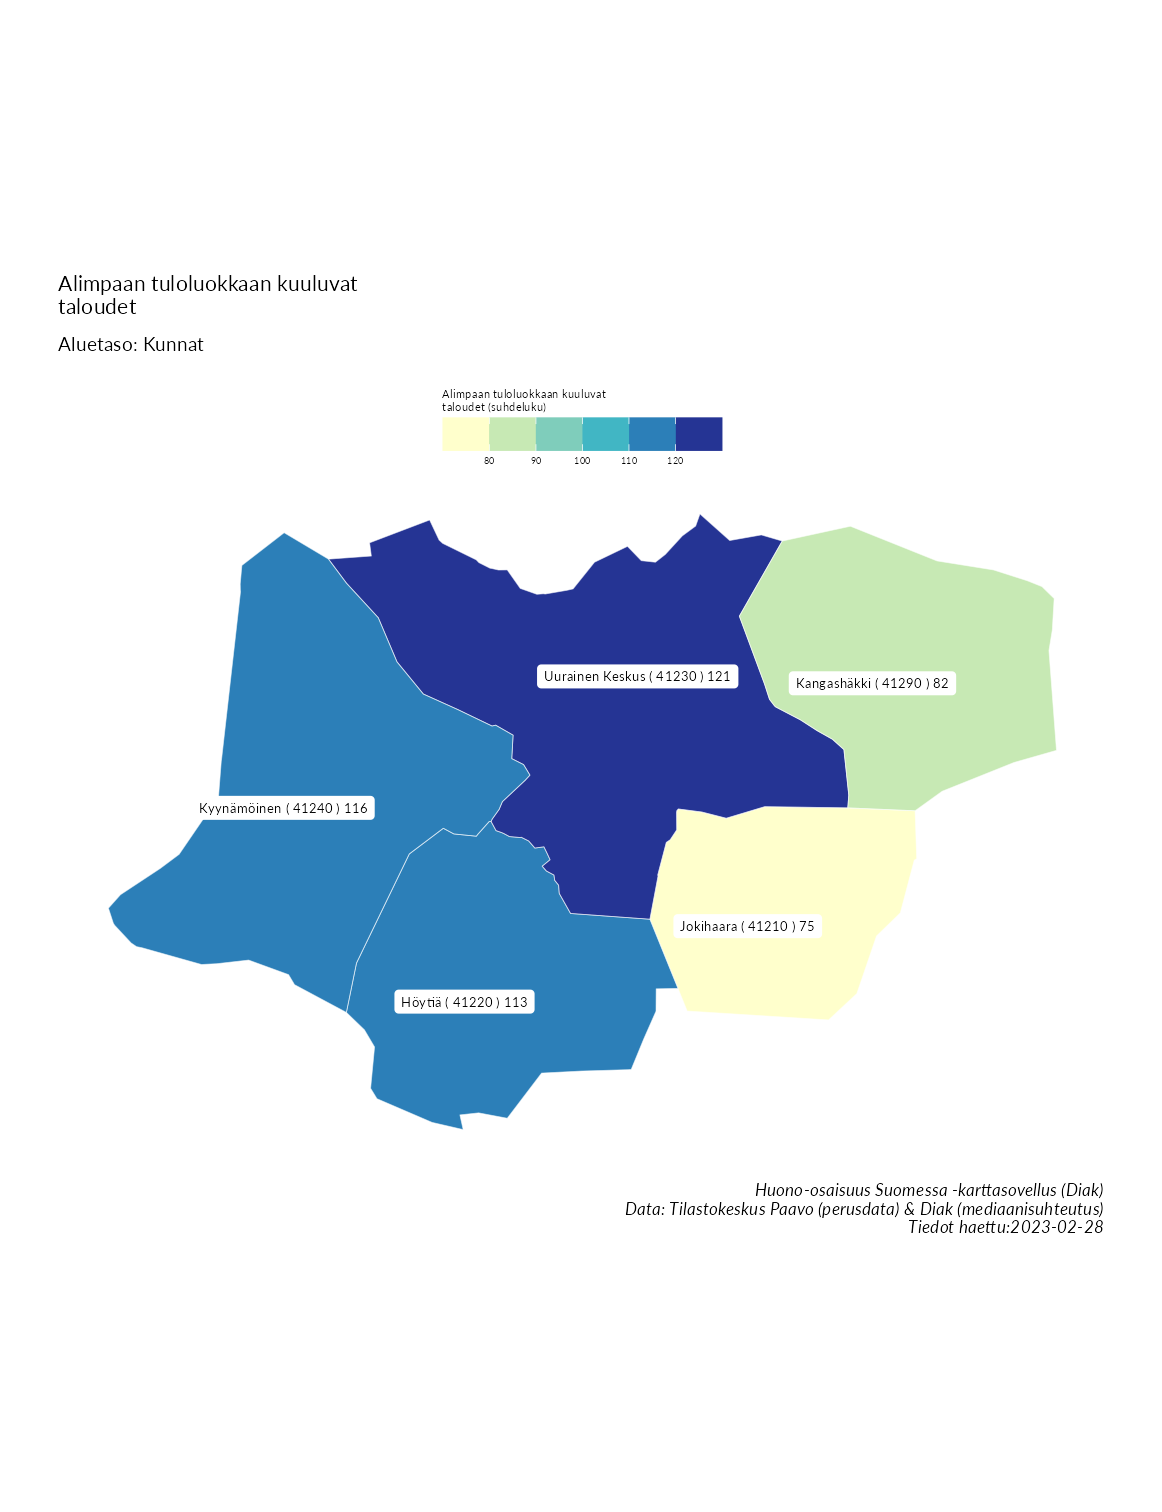 Alimpaan tuloluokkaan kuuluvat
taloudet
Aluetaso: Kunnat
Alimpaan tuloluokkaan kuuluvat
taloudet (suhdeluku)
80 90 100 110 120
Uurainen Keskus ( 41230 ) 121
Kangashäkki ( 41290 ) 82
Kyynämöinen ( 41240 ) 116
Jokihaara ( 41210 ) 75
Höytiä ( 41220 ) 113
Huono-osaisuus Suomessa -karttasovellus (Diak)
Data: Tilastokeskus Paavo (perusdata) & Diak (mediaanisuhteutus)
Tiedot haettu:2023-02-28